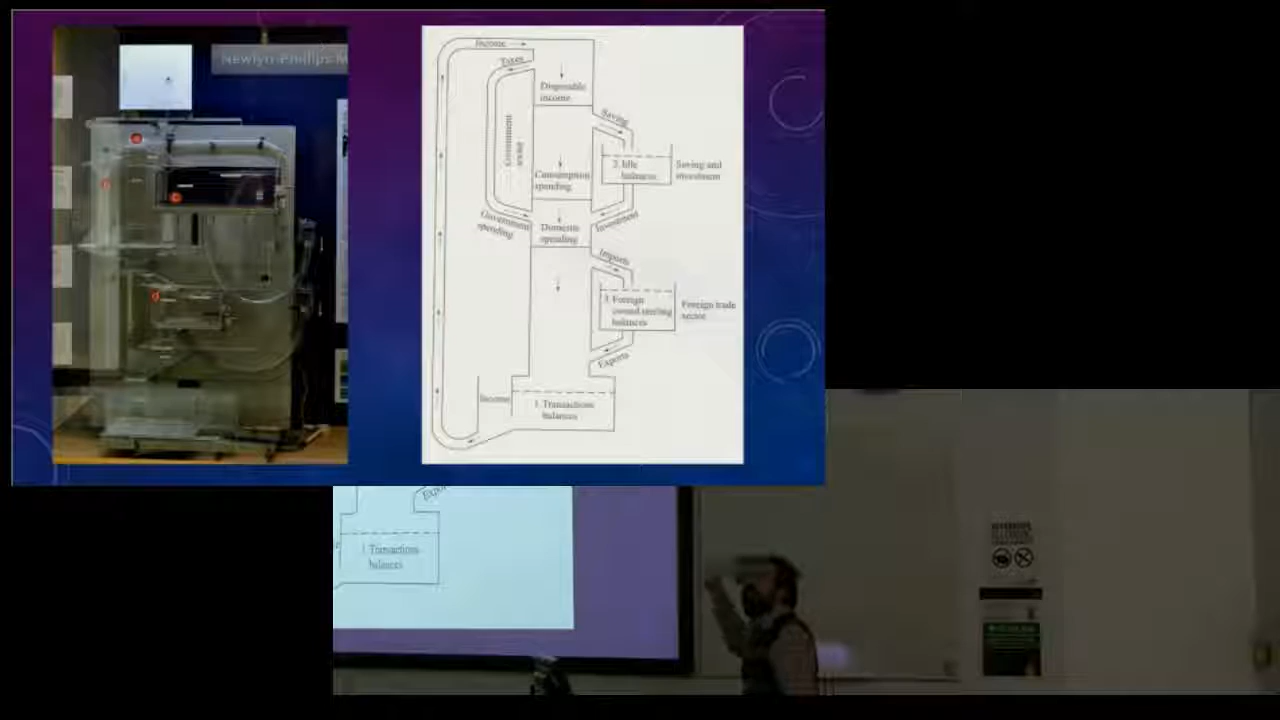 Newlyn-Phillips M
Income
Taxes
Disposable
income
Saving
Government
2. Idle
balances
Saving and
investment
Consumption
spending
Government
spending
Investment
Domestic
spending
Imports
3. Foreign
owned sterling
balances
Foreign trade
sector
Exports
Income
1. Transactions
balances
Expor
1. Transactions
balances